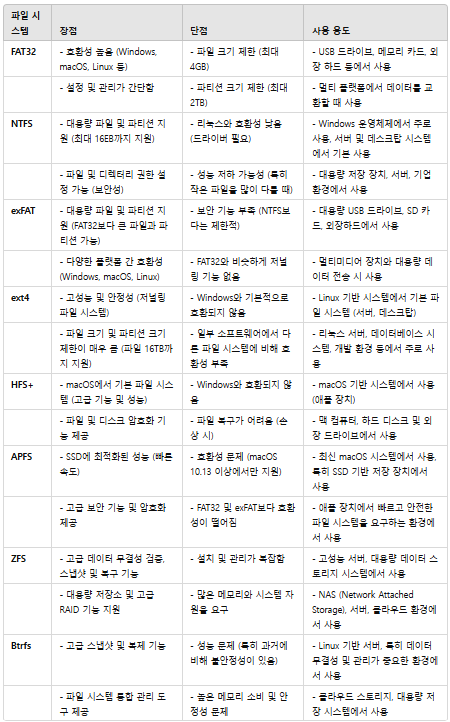 파일 시스템 장점 단점 사용 용도
FAT32
- 호환성 높음 (Windows,
macOS, Linux 등)
- 파일 크기 제한 (최대
4GB)
- USB 드라이브, 메모리 카드, 외
장 하드 등에서 사용
- 설정 및 관리가 간단함
- 파티션 크기 제한 (최대
2TB)
- 멀티 플랫폼에서 데이터를 교
환할 때 사용
NTFS
- 대용량 파일 및 파티션 지
원 (최대 16EB까지 지원)
- 리눅스와 호환성 낮음
(드라이버 필요)
- Windows 운영체제에서 주로
사용, 서버 및 데스크탑 시스템
에서 기본 사용
- 파일 및 디렉터리 권한 설
정 가능 (보안성)
- 성능 저하 가능성 (특히
작은 파일을 많이 다룰 때)
- 대용량 저장 장치, 서버, 기업
환경에서 사용
exFAT
- 대용량 파일 및 파티션 지
원 (FAT32보다 큰 파일과 파
티션 가능)
- 보안 기능 부족 (NTFS보
다는 제한적)
- 대용량 USB 드라이브, SD 카
드, 외장하드에서 사용
- 다양한 플랫폼 간 호환성
(Windows, macOS, Linux)
- FAT32와 비슷하게 저널
링 기능 없음
- 멀티미디어 장치와 대용량 데
이터 전송 시 사용
ext4
- 고성능 및 안정성 (저널링
파일 시스템)
- Windows와 기본적으로
호환되지 않음
- Linux 기반 시스템에서 기본 파
일 시스템 (서버, 데스크탑)
- 파일 크기 및 파티션 크기
제한이 매우 큼 (파일 16TB까
지 지원)
- 일부 소프트웨어에서 다
른 파일 시스템에 비해 호
환성 부족
- 리눅스 서버, 데이터베이스 시
스템, 개발 환경 등에서 주로 사
용
HFS+
- macOS에서 기본 파일 시스
템 (고급 기능 및 성능)
- Windows와 호환되지 않
음
- macOS 기반 시스템에서 사용
(애플 장치)
- 파일 및 디스크 암호화 기
능 제공
- 파일 복구가 어려움 (손
상 시)
- 맥 컴퓨터, 하드 디스크 및 외
장 드라이브에서 사용
APFS
- SSD에 최적화된 성능 (빠른
속도)
- 호환성 문제 (macOS
10.13 이상에서만 지원)
- 최신 macOS 시스템에서 사용,
특히 SSD 기반 저장 장치에서
사용
- 고급 보안 기능 및 암호화
제공
- FAT32 및 exFAT보다 호환
성이 떨어짐
- 애플 장치에서 빠르고 안전한
파일 시스템을 요구하는 환경에
서 사용
ZFS
- 고급 데이터 무결성 검증,
스냅샷 및 복구 기능
- 설치 및 관리가 복잡함
- 고성능 서버, 대용량 데이터 스
토리지 시스템에서 사용
- 대용량 저장소 및 고급
RAID 기능 지원
- 많은 메모리와 시스템 자
원을 요구
- NAS (Network Attached
Storage), 서버, 클라우드 환경에
서 사용
Btrfs
- 고급 스냅샷 및 복제 기능
- 성능 문제 (특히 과거에
비해 불안정성이 있음)
- Linux 기반 서버, 특히 데이터
무결성 및 관리가 중요한 환경에
서 사용
- 파일 시스템 통합 관리 도
구 제공
- 높은 메모리 소비 및 안
정성 문제
- 클라우드 스토리지, 대용량 저
장 시스템에서 사용